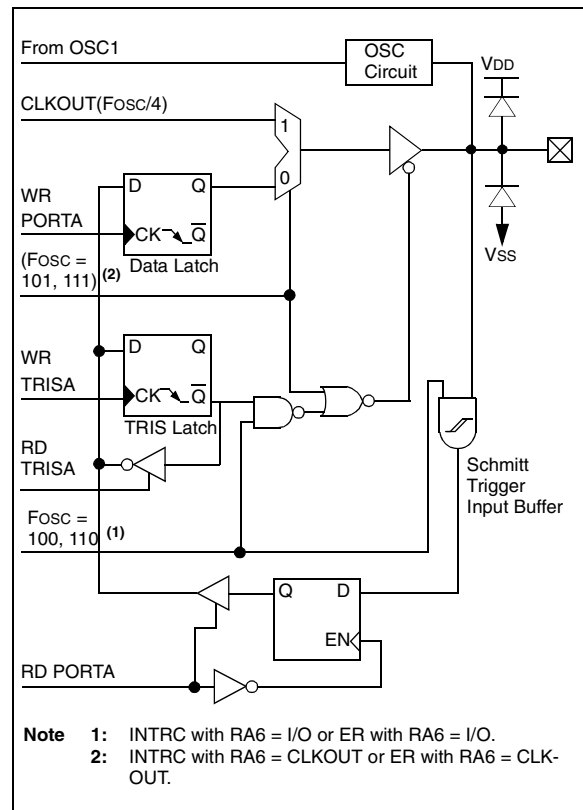 From OSC1
OSC
Circuit
VDD
CLKOUT(FOSC/4)
1
0
WR
PORTA
D Q
CK Q
Data Latch
VSS
(FOSC =
101, 111) (2)
WR
TRISA
D Q
CK Q
TRIS Latch
RD
TRISA
Schmitt
Trigger
Input Buffer
FOSC =
100, 110 (1)
Q D
EN
RD PORTA
Note 1: INTRC with RA6 = I/O or ER with RA6 = I/O.
2: INTRC with RA6 = CLKOUT or ER with RA6 = CLK-
OUT.